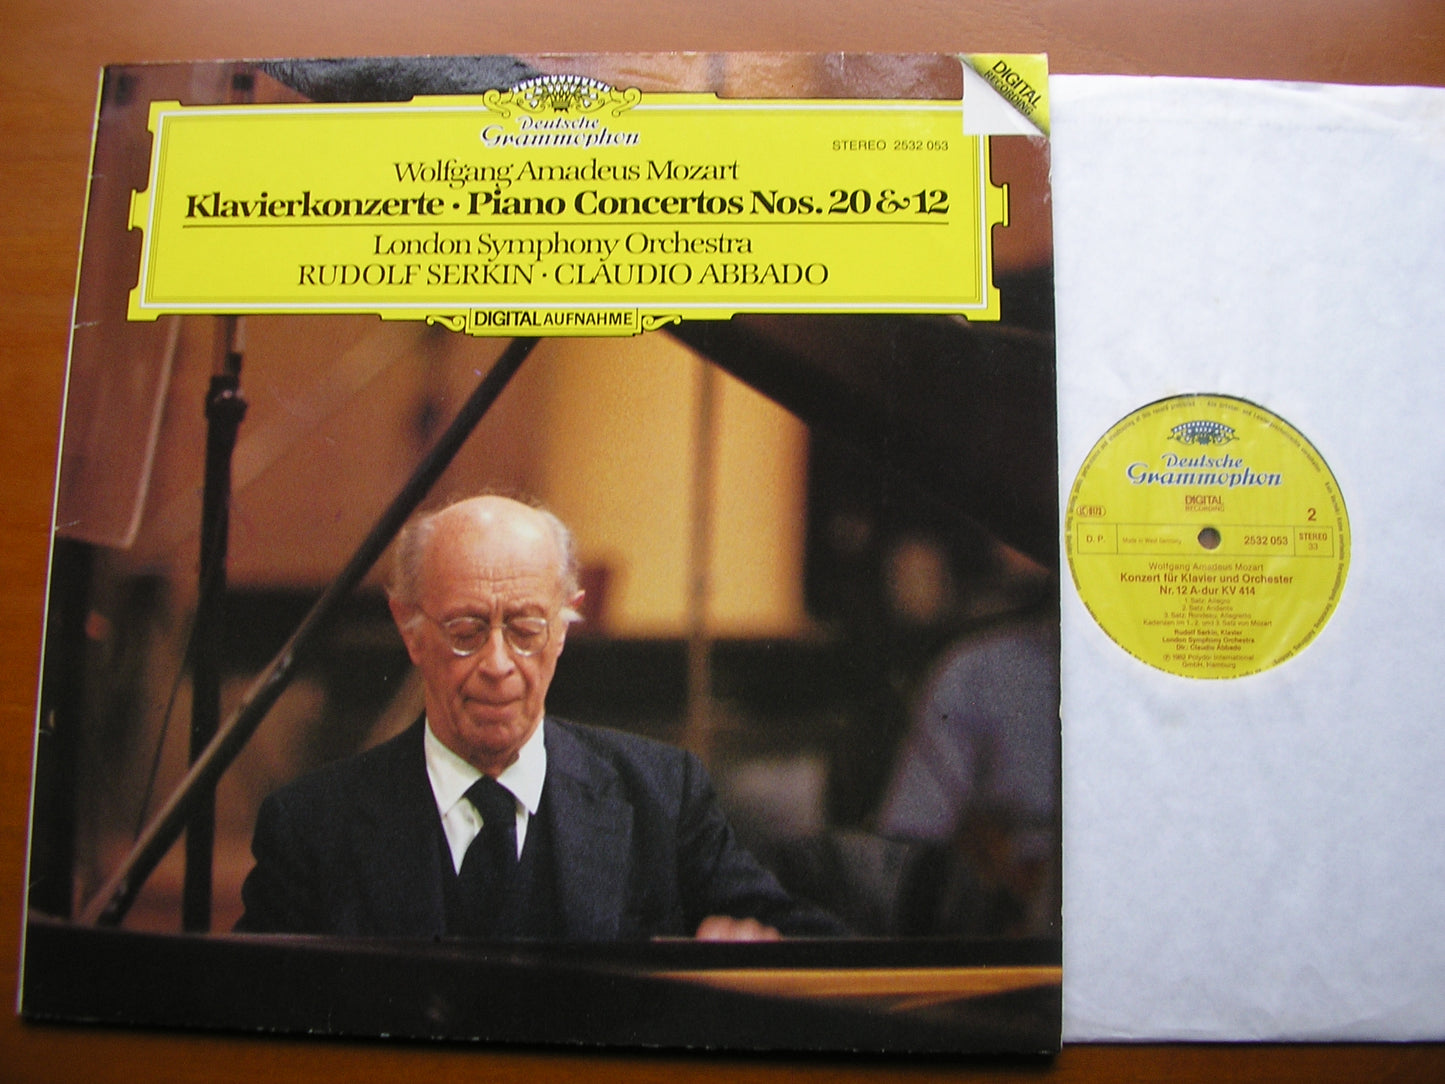 DIGITAL
RECORDING
Deutsche
Grammophon
STEREO 2532 053
Wolfgang Amadeus Mozart
Klavierkonzerte · Piano Concertos Nos. 20 & 12
London Symphony Orchestra
RUDOLF SERKIN · CLAUDIO ABBADO
DIGITAL AUFNAHME
Deutsche
Grammophon
DIGITAL
RECORDING
LC 0173
2
D. P.
Made in West Germany
2532 053
STEREO
33
Wolfgang Amadeus Mozart
Konzert für Klavier und Orchester
Nr. 12 A-dur KV 414
1. Satz: Allegro
2. Satz: Andante
3. Satz: Rondeau. Allegretto
Kadenzen im 1., 2. und 3. Satz von Mozart
Rudolf Serkin, Klavier
London Symphony Orchestra
Dir.: Claudio Abbado
℗ 1982 Polydor International
GmbH, Hamburg